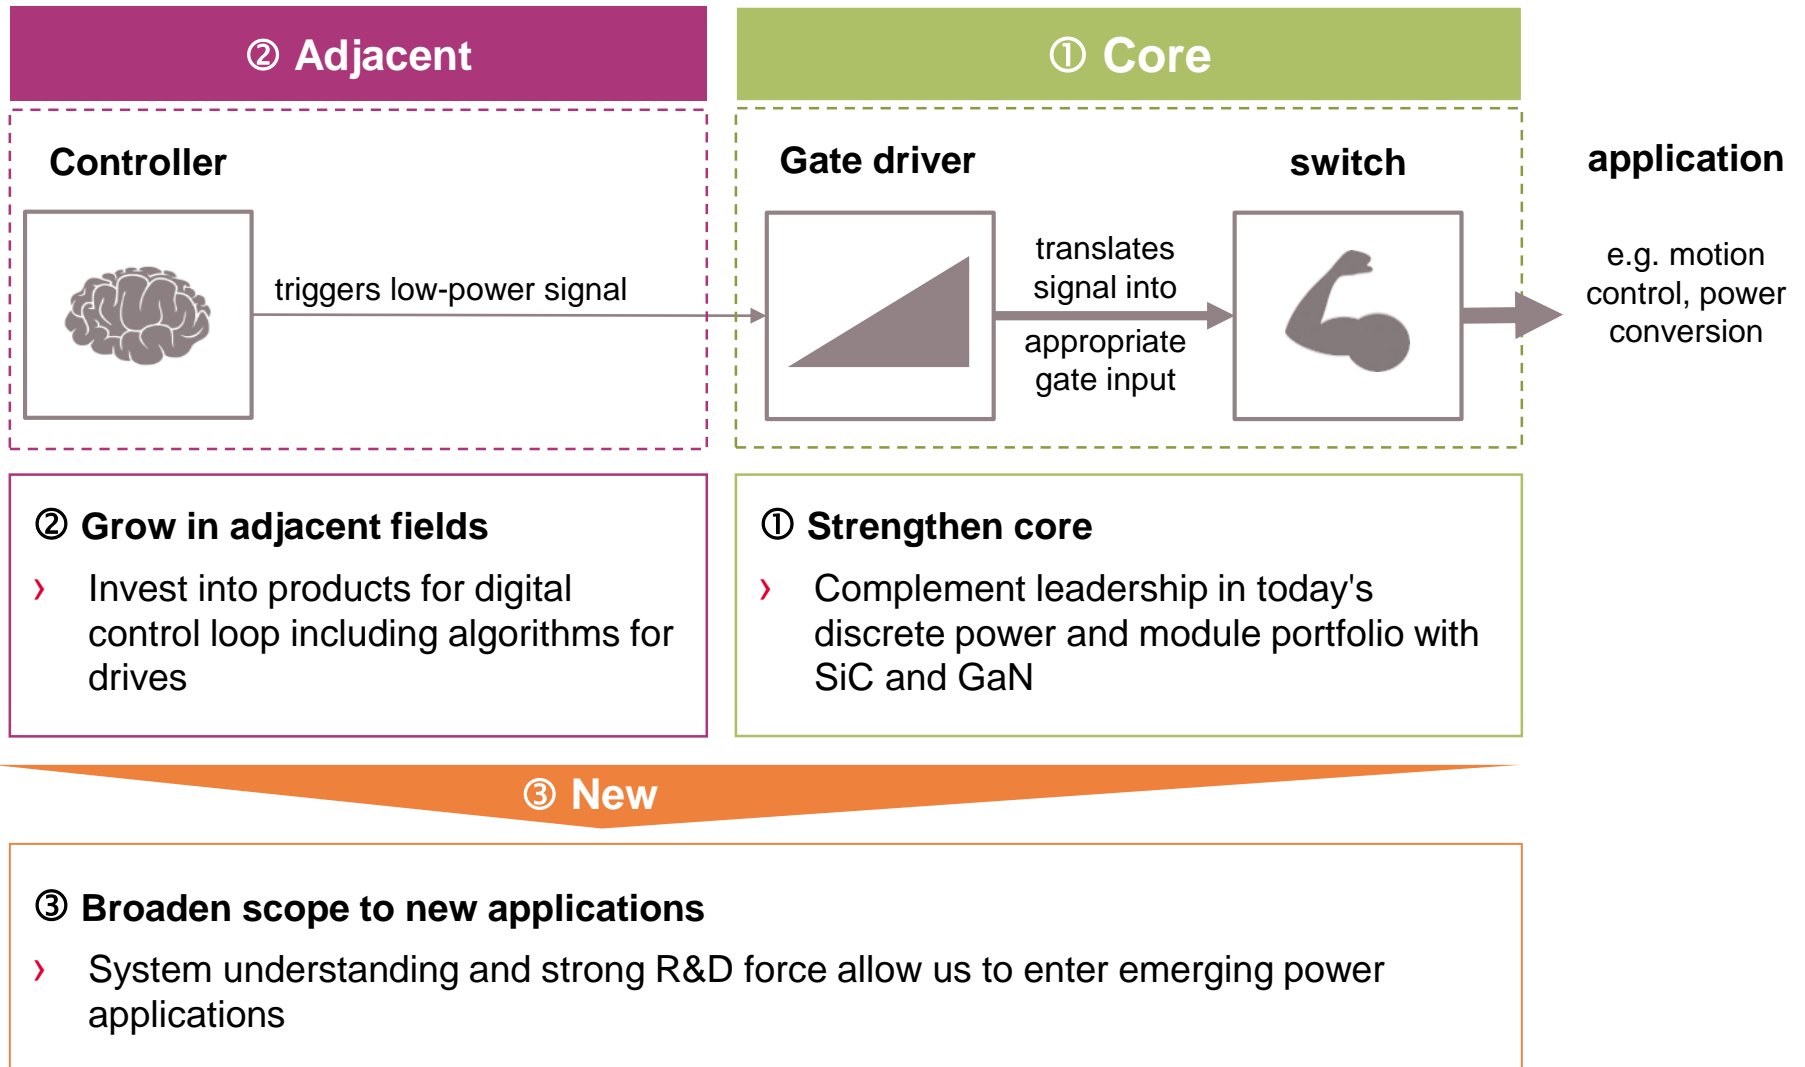 ② Adjacent
① Core
Controller
triggers low-power signal
Gate driver
translates
signal into
appropriate
gate input
switch
application
e.g. motion
control, power
conversion
② Grow in adjacent fields
› Invest into products for digital
control loop including algorithms for
drives
① Strengthen core
› Complement leadership in today's
discrete power and module portfolio with
SiC and GaN
③ New
③ Broaden scope to new applications
› System understanding and strong R&D force allow us to enter emerging power
applications